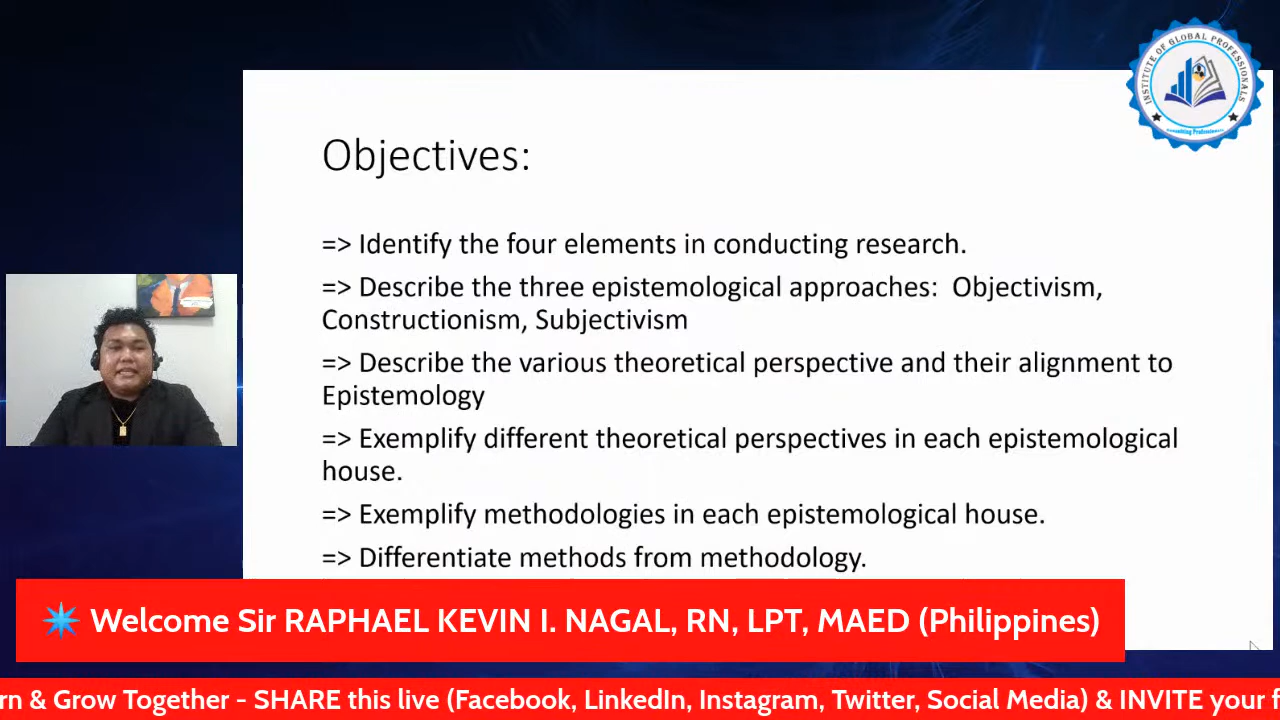 INSTITUTE OF GLOBAL PROFESSIONALS
Objectives:
=> Identify the four elements in conducting research.
=> Describe the three epistemological approaches:  Objectivism,
Constructionism, Subjectivism
=> Describe the various theoretical perspective and their alignment to
Epistemology
=> Exemplify different theoretical perspectives in each epistemological
house.
=> Exemplify methodologies in each epistemological house.
=> Differentiate methods from methodology.
Welcome Sir RAPHAEL KEVIN I. NAGAL, RN, LPT, MAED (Philippines)
rn & Grow Together - SHARE this live (Facebook, LinkedIn, Instagram, Twitter, Social Media) & INVITE your f